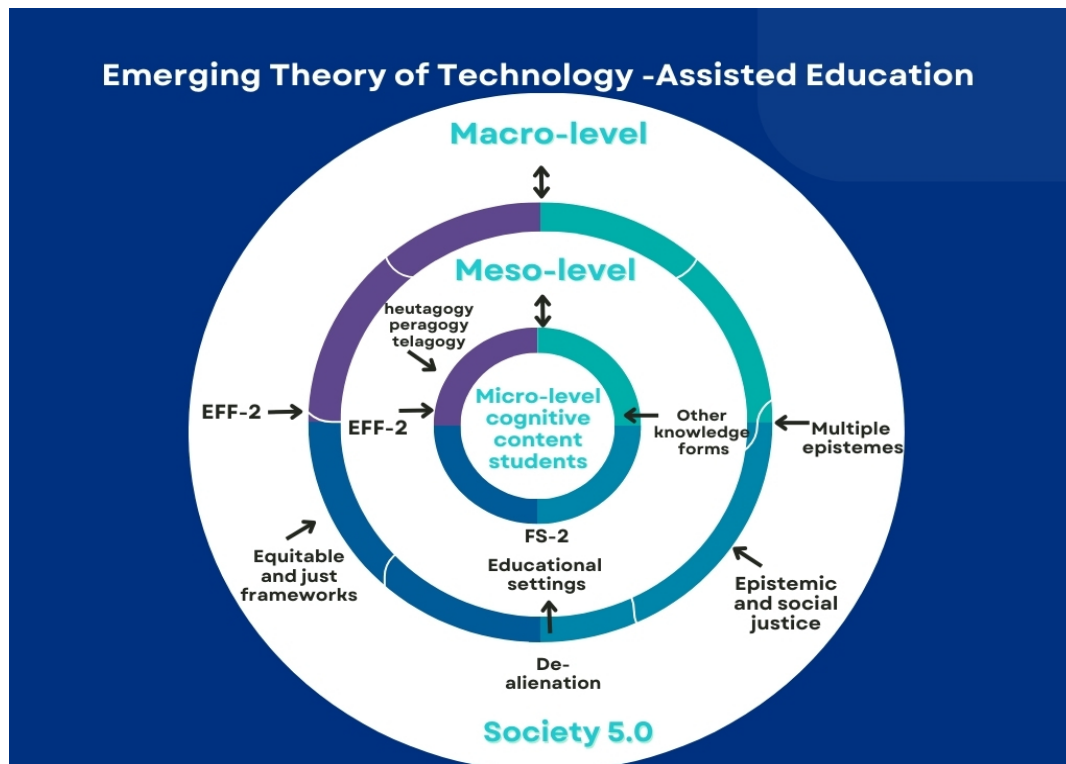 Emerging Theory of Technology -Assisted Education
Macro-level
Meso-level
heutagogy
peragogy
telagogy
EFF-2
EFF-2
Micro-level
cognitive
content
students
Other
knowledge
forms
Multiple
epistemes
FS-2
Educational
settings
Equitable
and just
frameworks
Epistemic
and social
justice
De-
alienation
Society 5.0